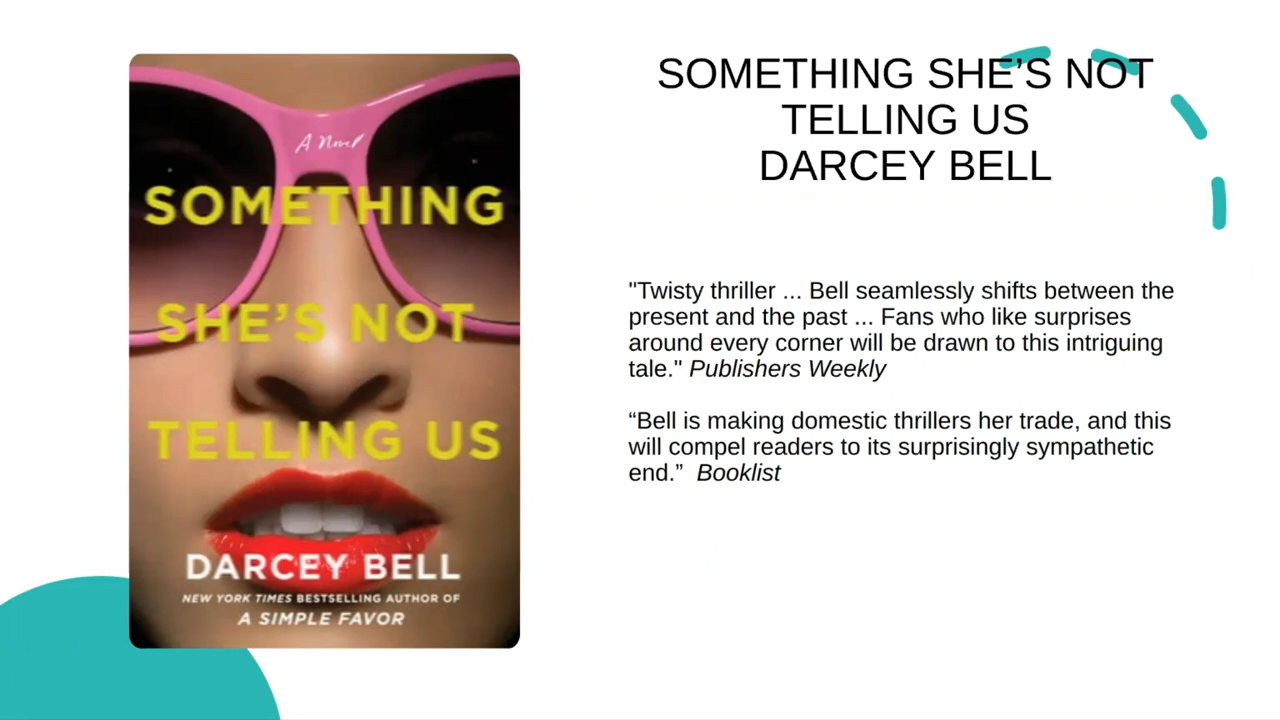 A Novel
SOMETHING
SHE'S NOT
TELLING US
DARCEY BELL
NEW YORK TIMES BESTSELLING AUTHOR OF
A SIMPLE FAVOR
SOMETHING SHE’S NOT
TELLING US
DARCEY BELL
"Twisty thriller ... Bell seamlessly shifts between the
present and the past ... Fans who like surprises
around every corner will be drawn to this intriguing
tale." Publishers Weekly
“Bell is making domestic thrillers her trade, and this
will compel readers to its surprisingly sympathetic
end.”  Booklist